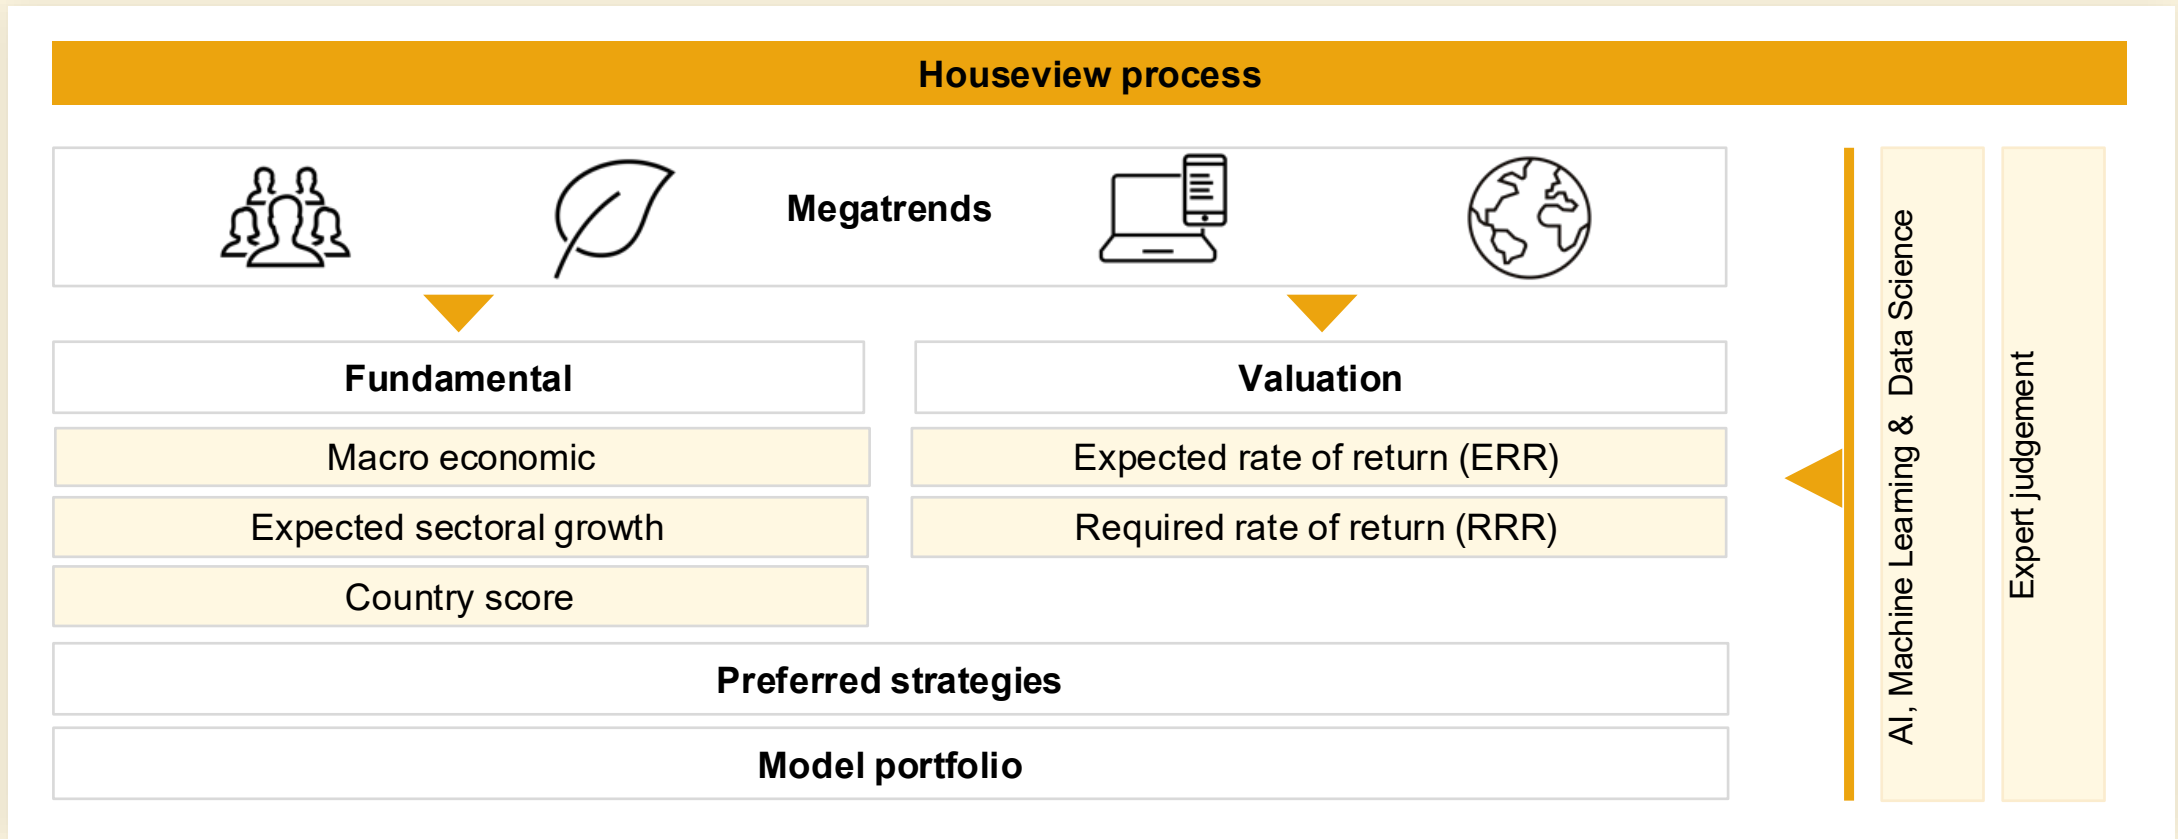 Houseview process
Megatrends
Fundamental
Valuation
Macro economic
Expected rate of return (ERR)
Expected sectoral growth
Required rate of return (RRR)
Country score
Preferred strategies
Model portfolio
AI, Machine Learning & Data Science
Expert judgement